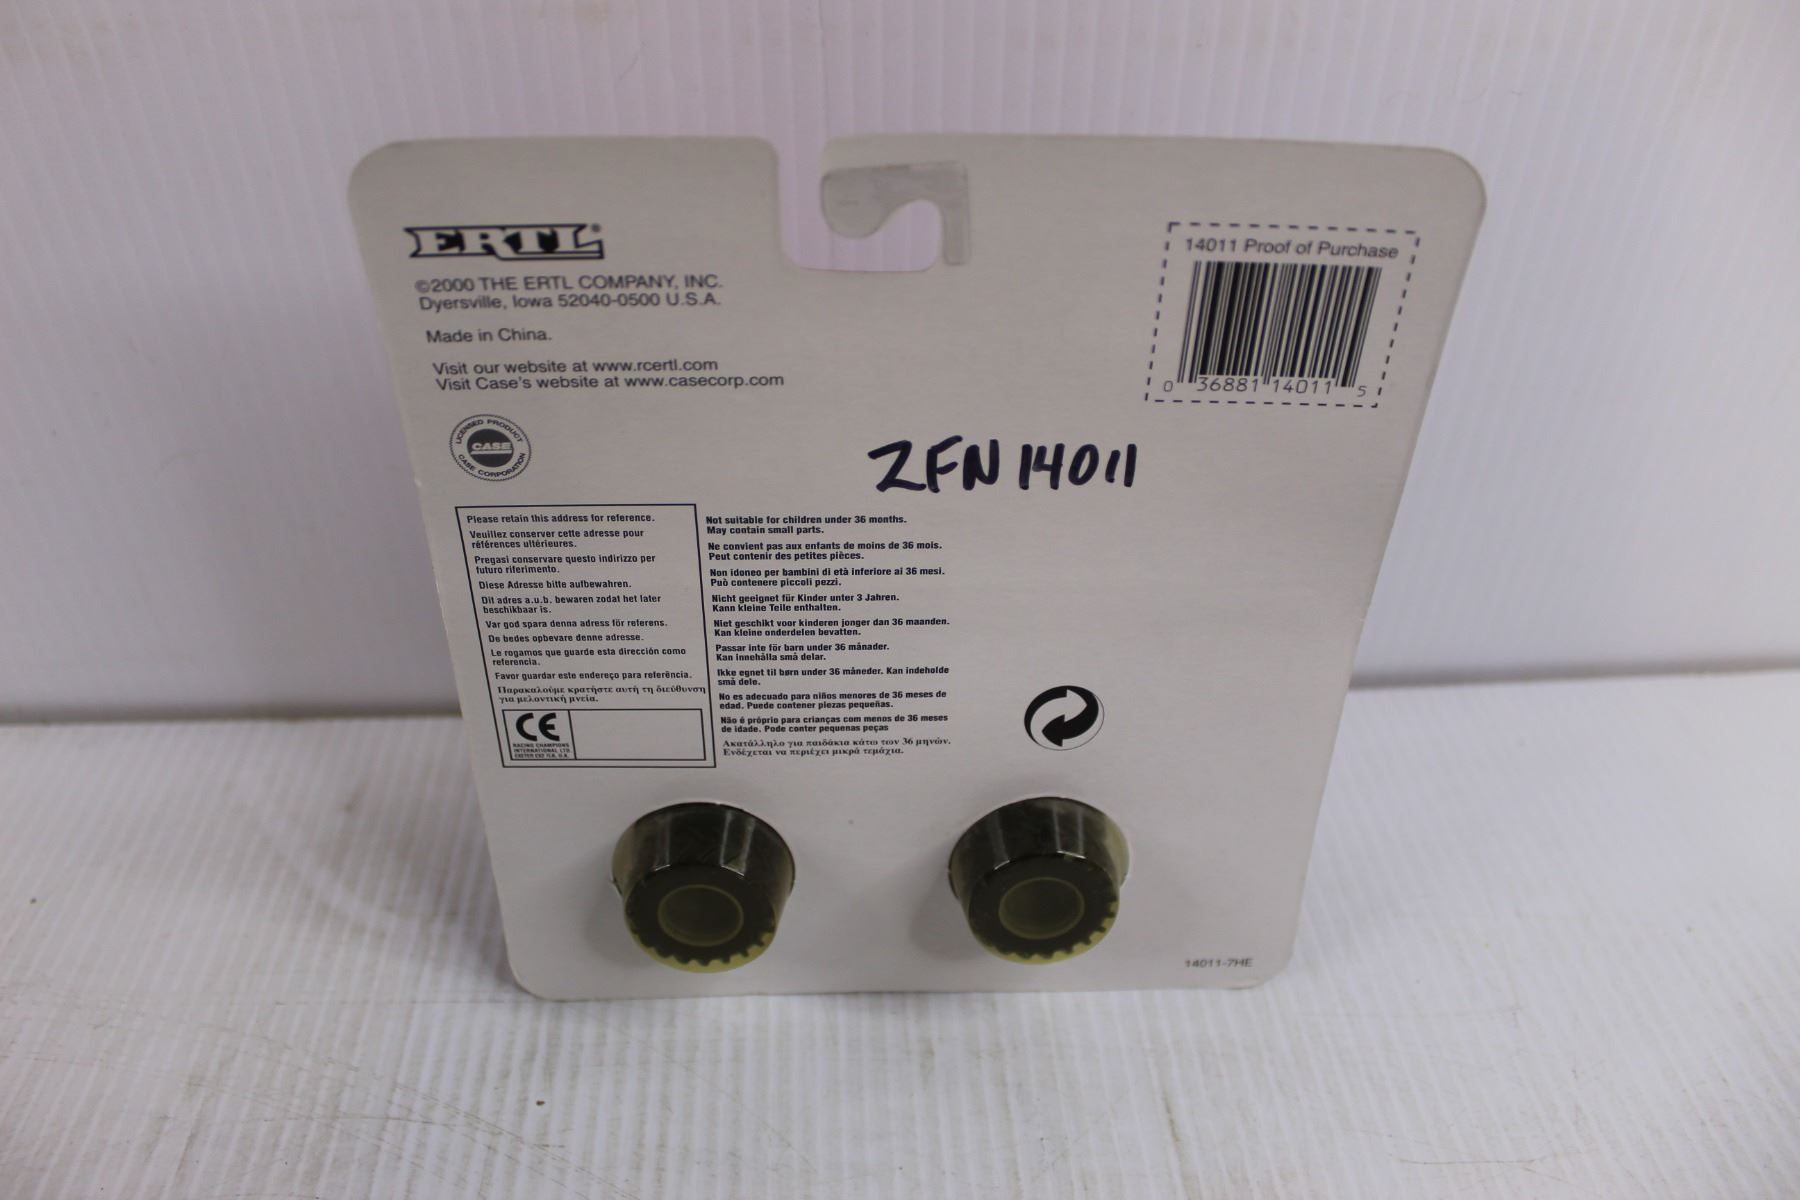 ERTL®
©2000 THE ERTL COMPANY, INC.
Dyersville, Iowa 52040-0500 U.S.A.
Made in China.
Visit our website at www.rcertl.com
Visit Case's website at www.casecorp.com
14011 Proof of Purchase
0 36881 14011 5
LICENSED PRODUCT
CASE
CASE CORPORATION
ZFN 14011
Please retain this address for reference.
Veuillez conserver cette adresse pour
références ultérieures.
Pregasi conservare questo indirizzo per
futuro riferimento.
Diese Adresse bitte aufbewahren.
Dit adres a.u.b. bewaren zodat het later
beschikbaar is.
Var god spara denna adress för referens.
De bedes opbevare denne adresse.
Le rogamos que guarde esta dirección como
referencia.
Favor guardar este endereço para referência.
Παρακαλούμε κρατήστε αυτή τη διεύθυνση
για μελοντική μνεία.
CE
RACING CHAMPIONS
INTERNATIONAL LTD
EXETER U.K.
Not suitable for children under 36 months.
May contain small parts.
Ne convient pas aux enfants de moins de 36 mois.
Peut contenir des petites pièces.
Non idoneo per bambini di età inferiore ai 36 mesi.
Può contenere piccoli pezzi.
Nicht geeignet für Kinder unter 3 Jahren.
Kann kleine Teile enthalten.
Niet geschikt voor kinderen jonger dan 36 maanden.
Kan kleine onderdelen bevatten.
Passar inte för barn under 36 månader.
Kan innehålla små delar.
Ikke egnet til børn under 36 måneder. Kan indeholde
små dele.
No es adecuado para niños menores de 36 meses de
edad. Puede contener piezas pequeñas.
Não é próprio para crianças com menos de 36 meses
de idade. Pode conter pequenas peças
Ακατάλληλο για παιδάκια κάτω των 36 μηνών.
Ενδέχεται να περιέχει μικρά τεμάχια.
14011-7HE